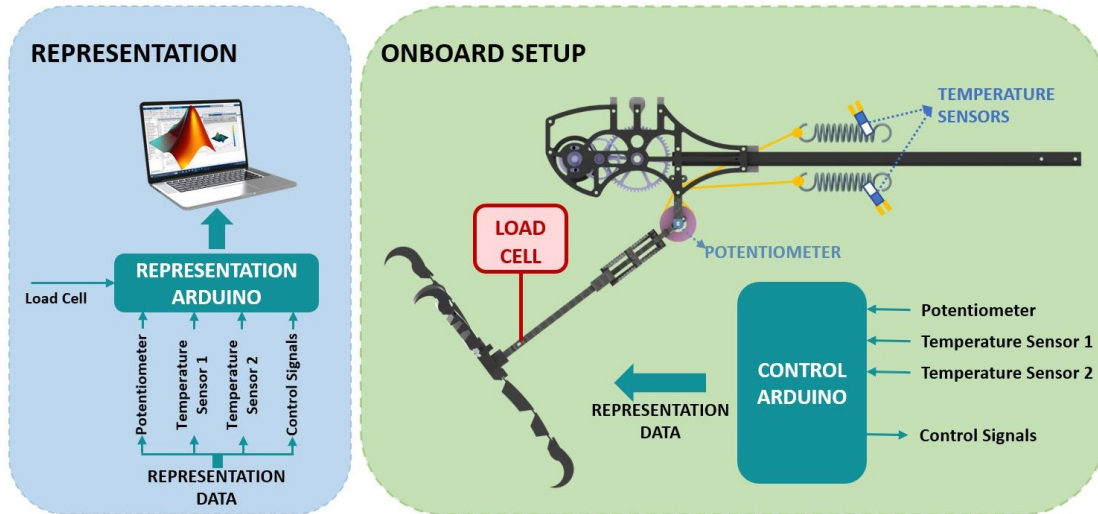 REPRESENTATION
REPRESENTATION
ARDUINO
Load Cell
Potentiometer
Temperature
Sensor 1
Temperature
Sensor 2
Control Signals
REPRESENTATION
DATA
ONBOARD SETUP
TEMPERATURE
SENSORS
LOAD
CELL
POTENTIOMETER
CONTROL
ARDUINO
Potentiometer
Temperature Sensor 1
Temperature Sensor 2
Control Signals
REPRESENTATION
DATA